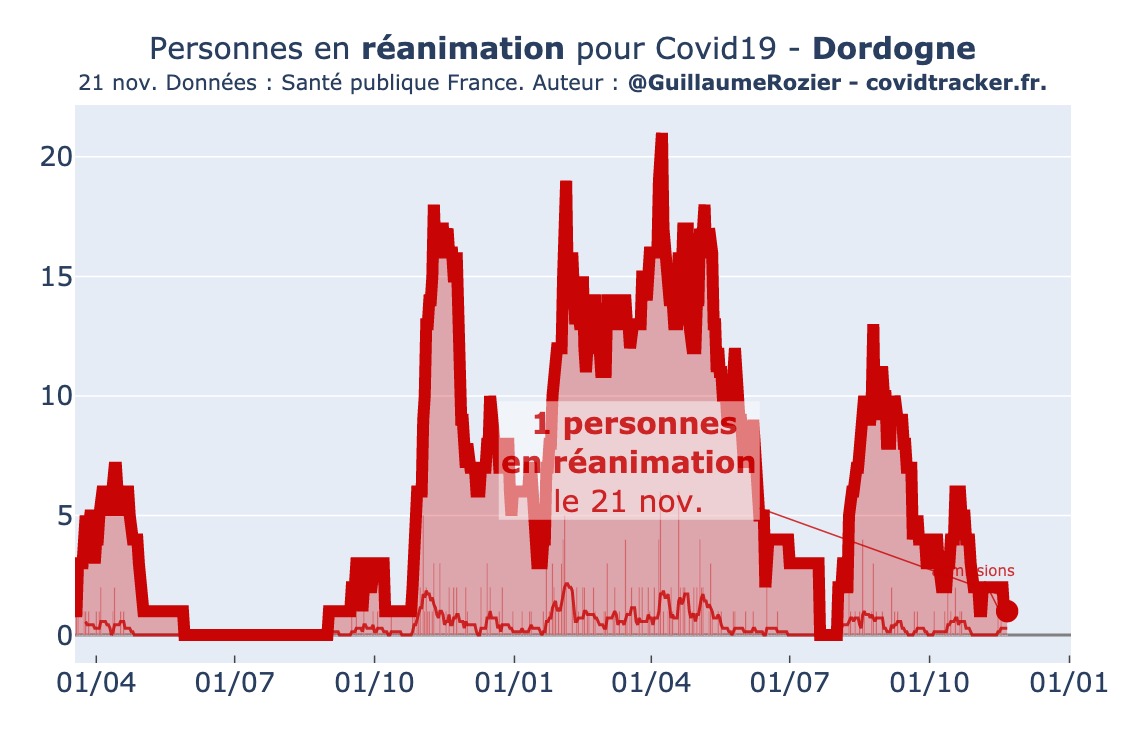 Personnes en réanimation pour Covid19 - Dordogne
21 nov. Données : Santé publique France. Auteur : @GuillaumeRozier - covidtracker.fr.
20
15
10
5
0
1 personnes
en réanimation
le 21 nov.
01/04
01/07
01/10
01/01
01/04
01/07
01/10
01/01